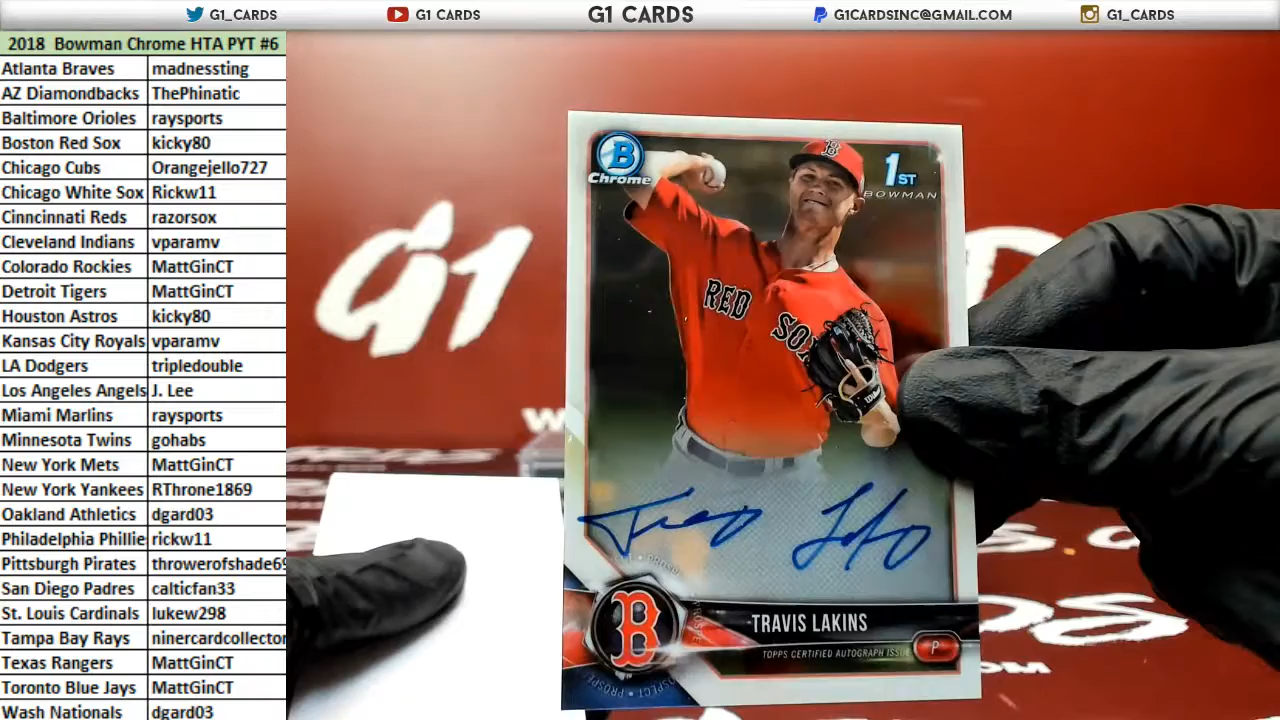 G1_CARDS
G1 CARDS
G1 CARDS
G1CARDSINC@GMAIL.COM
G1_CARDS
2018 Bowman Chrome HTA PYT #6
Atlanta Braves madnessting
AZ Diamondbacks ThePhinatic
Baltimore Orioles raysports
Boston Red Sox kicky80
Chicago Cubs Orangejello727
Chicago White Sox Rickw11
Cinncinnati Reds razorsox
Cleveland Indians vparamv
Colorado Rockies MattGinCT
Detroit Tigers MattGinCT
Houston Astros kicky80
Kansas City Royals vparamv
LA Dodgers tripledouble
Los Angeles Angels J. Lee
Miami Marlins raysports
Minnesota Twins gohabs
New York Mets MattGinCT
New York Yankees RThrone1869
Oakland Athletics dgard03
Philadelphia Phillie rickw11
Pittsburgh Pirates throwerofshade69
San Diego Padres calticfan33
St. Louis Cardinals lukew298
Tampa Bay Rays ninercardcollector
Texas Rangers MattGinCT
Toronto Blue Jays MattGinCT
Wash Nationals dgard03
G1
B
Chrome
B
1ST
BOWMAN
RED
SOX
Wilson
B
TRAVIS LAKINS
TOPPS CERTIFIED AUTOGRAPH ISSUE
P
PROSPECT